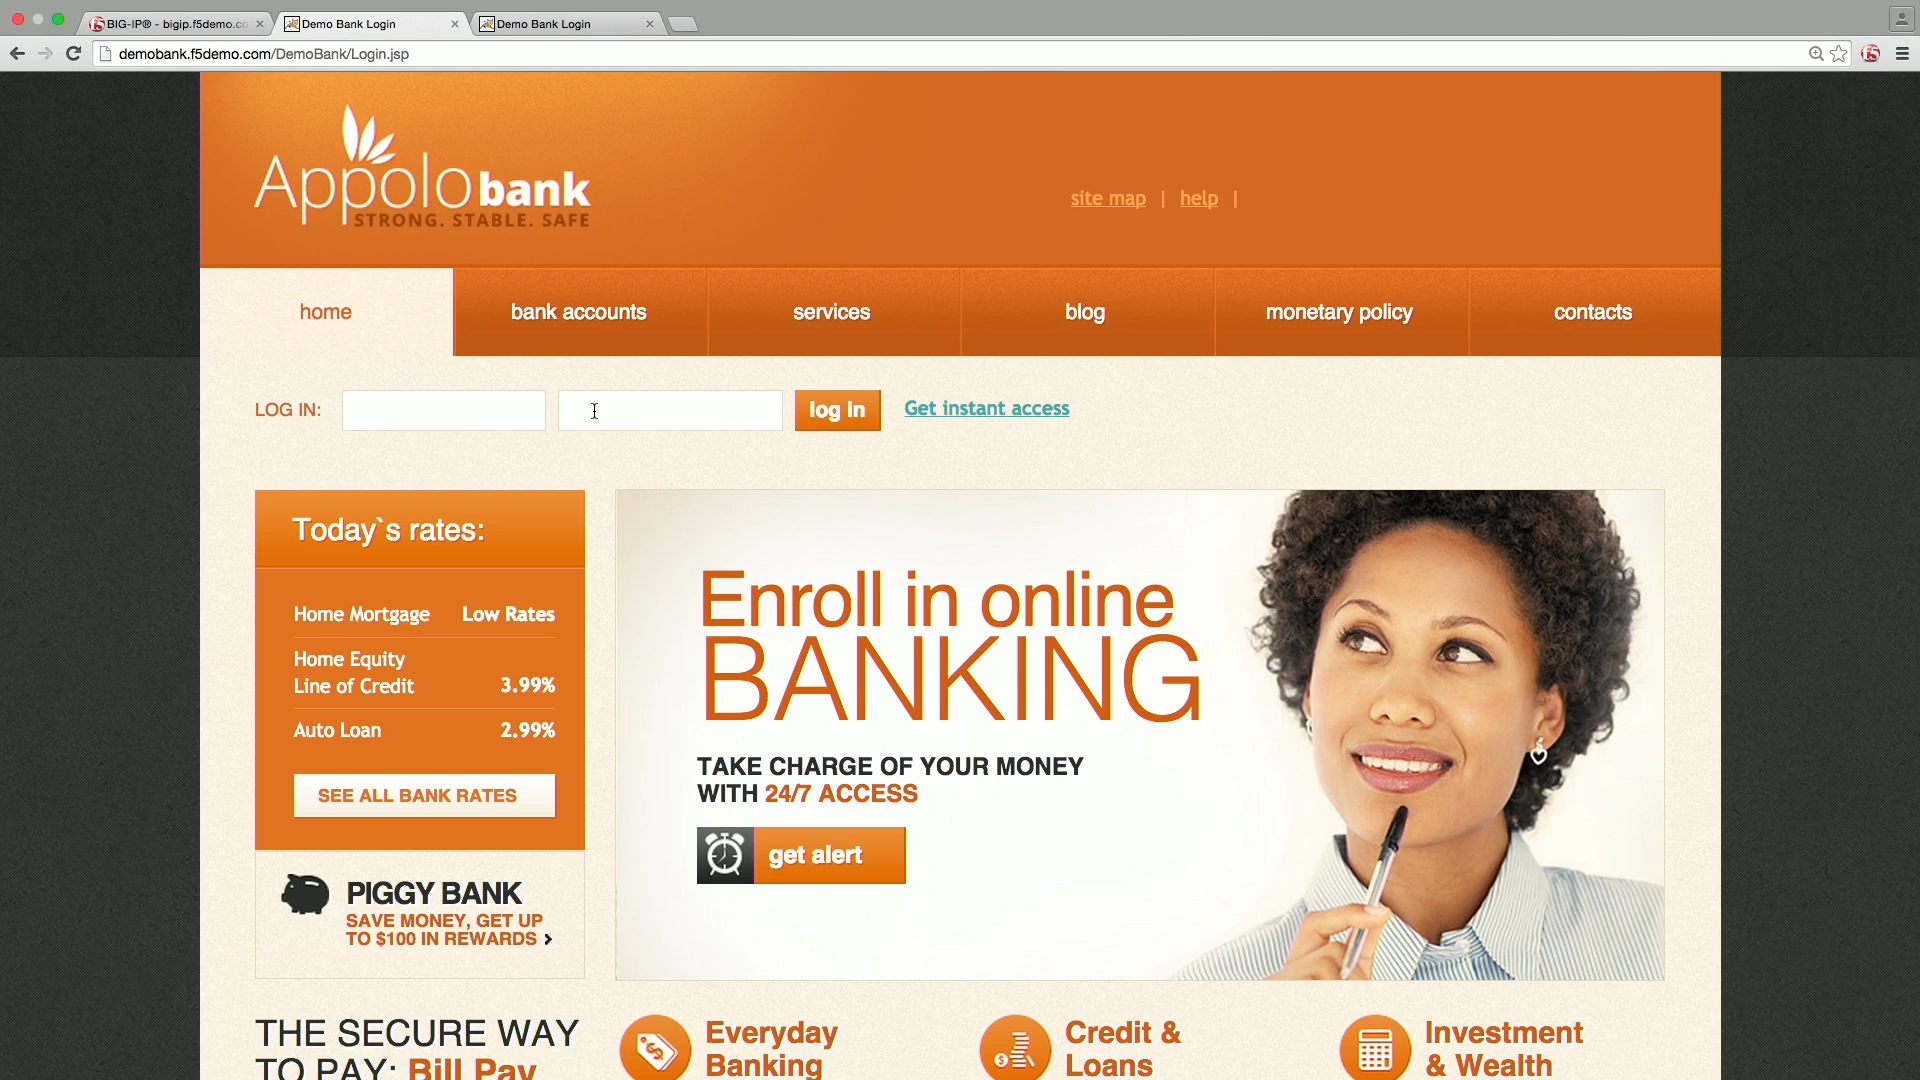 BIG-IP® - bigip.f5demo.co
Demo Bank Login
Demo Bank Login
demobank.f5demo.com/DemoBank/Login.jsp
Appolo bank
STRONG. STABLE. SAFE
site map | help |
home
bank accounts
services
blog
monetary policy
contacts
LOG IN:
log in
Get instant access
Today`s rates:
Home Mortgage Low Rates
Home Equity
Line of Credit 3.99%
Auto Loan 2.99%
SEE ALL BANK RATES
PIGGY BANK
SAVE MONEY, GET UP
TO $100 IN REWARDS
Enroll in online
BANKING
TAKE CHARGE OF YOUR MONEY
WITH 24/7 ACCESS
get alert
THE SECURE WAY
TO PAY: Bill Pay
Everyday
Banking
Credit &
Loans
Investment
& Wealth